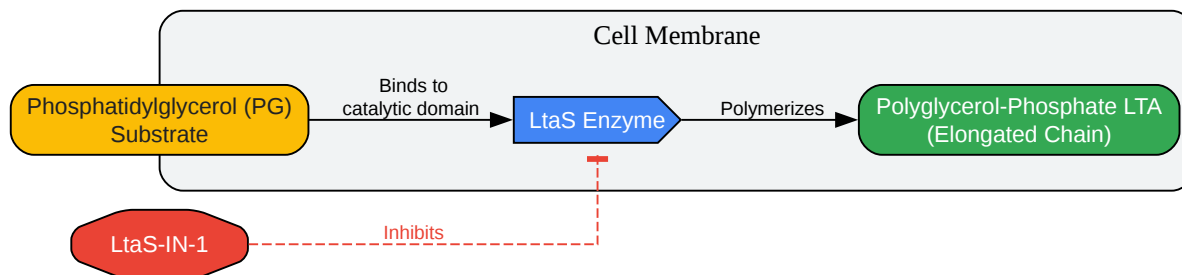 Cell Membrane
Phosphatidylglycerol (PG)
Substrate
Binds to
catalytic domain
LtaS Enzyme
Polymerizes
Polyglycerol-Phosphate LTA
(Elongated Chain)
LtaS-IN-1
Inhibits